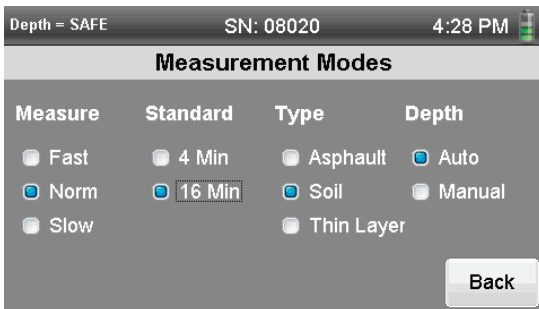 Depth = SAFE SN: 08020 4:28 PM
Measurement Modes
Measure Standard Type Depth
Fast 4 Min Asphault Auto
Norm 16 Min Soil Manual
Slow Thin Layer
Back